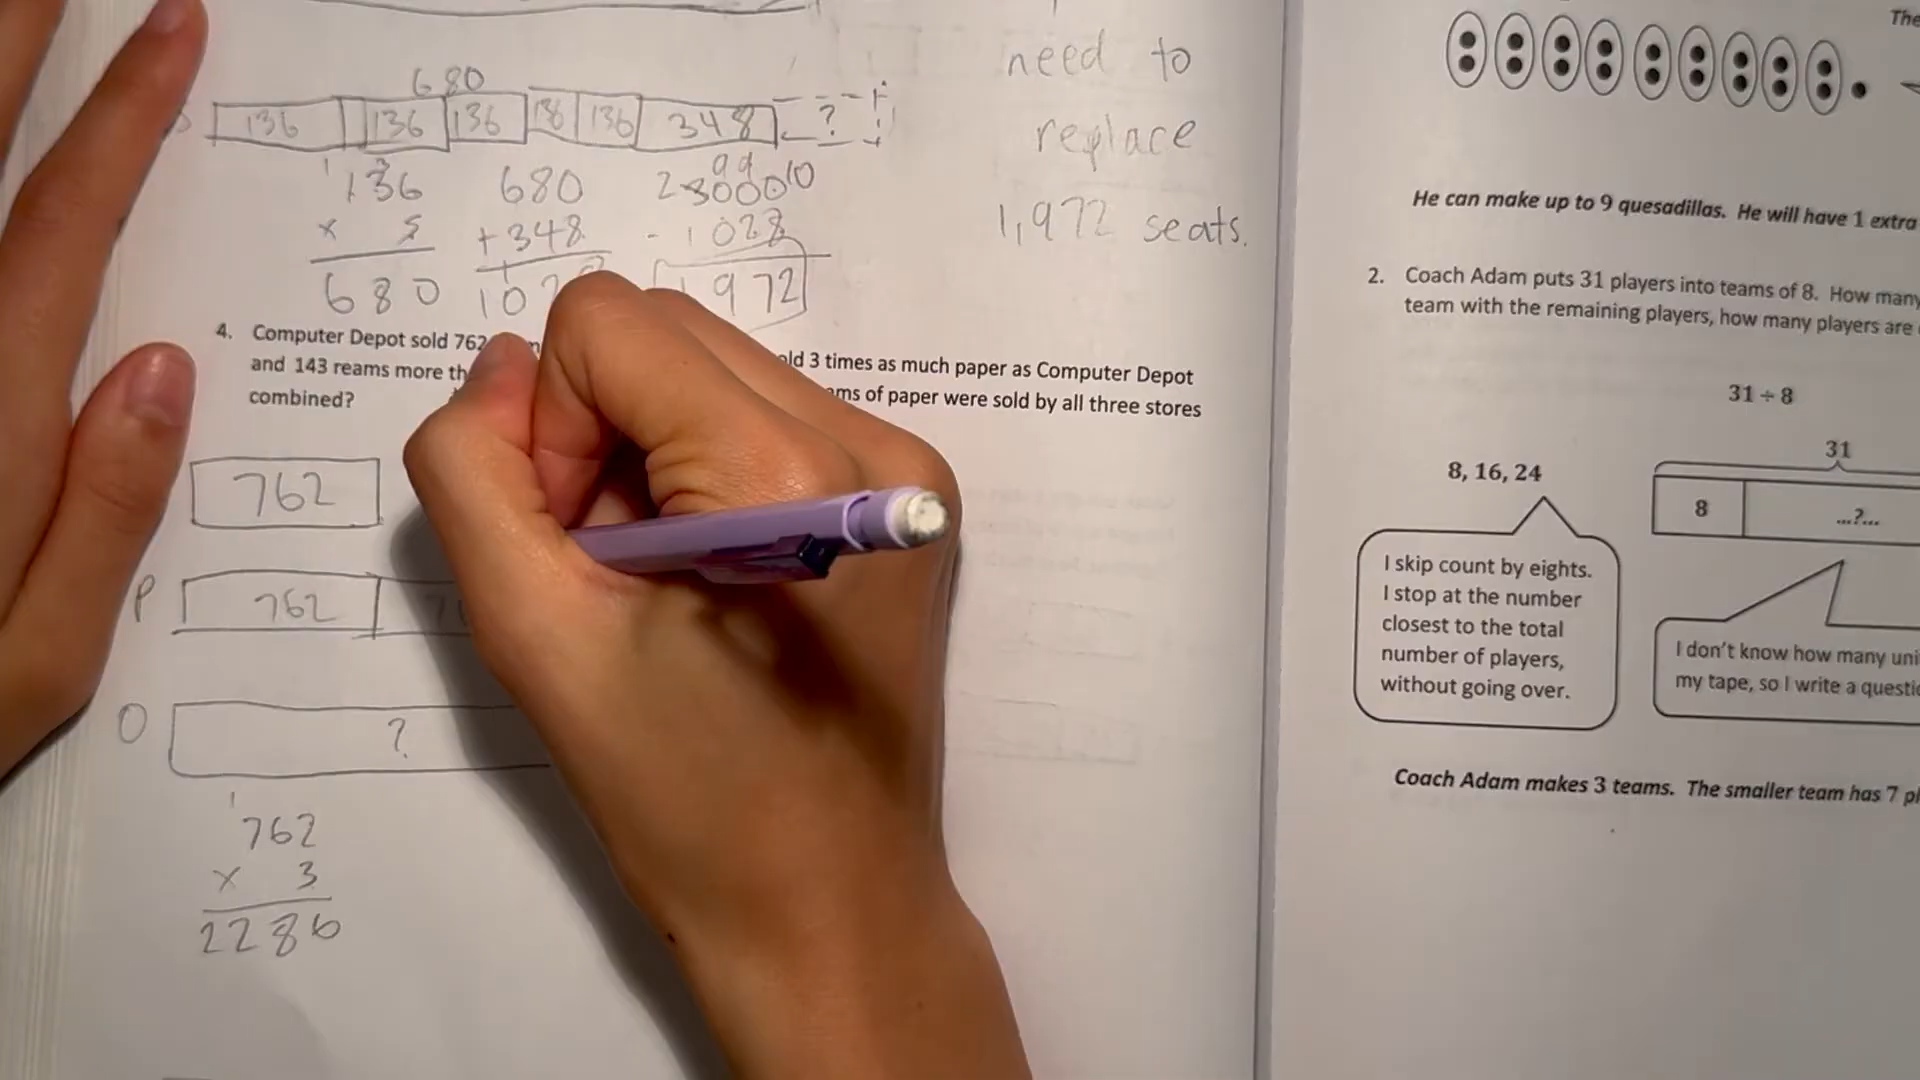 680
136 136 136 136 136 348 ?
136 680 3000
× 5 +348 - 1028
680 1972
need to
replace
1,972 seats.
4. Computer Depot sold 762 3 times as much paper as Computer Depot
and 143 reams more of paper were sold by all three stores
combined?
762
P 762
O ?
1
762
x 3
2286
The
He can make up to 9 quesadillas. He will have 1 extra
2. Coach Adam puts 31 players into teams of 8. How many
team with the remaining players, how many players are
31 ÷ 8
31
8, 16, 24
8 ...?...
I skip count by eights.
I stop at the number
closest to the total
number of players,
without going over.
I don't know how many
my tape, so I write a
Coach Adam makes 3 teams. The smaller team has 7